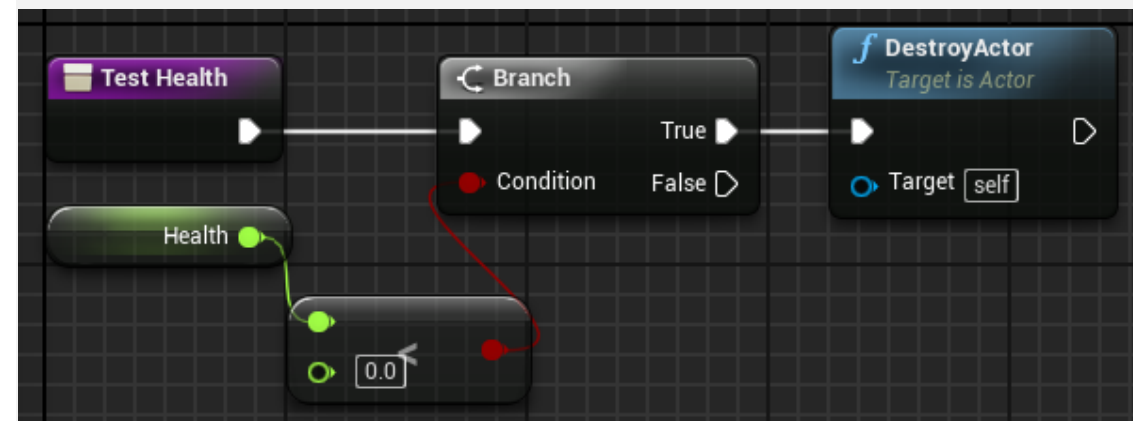 Test Health
Branch
DestroyActor
Target is Actor
True
Condition
False
Target self
Health
<
0.0